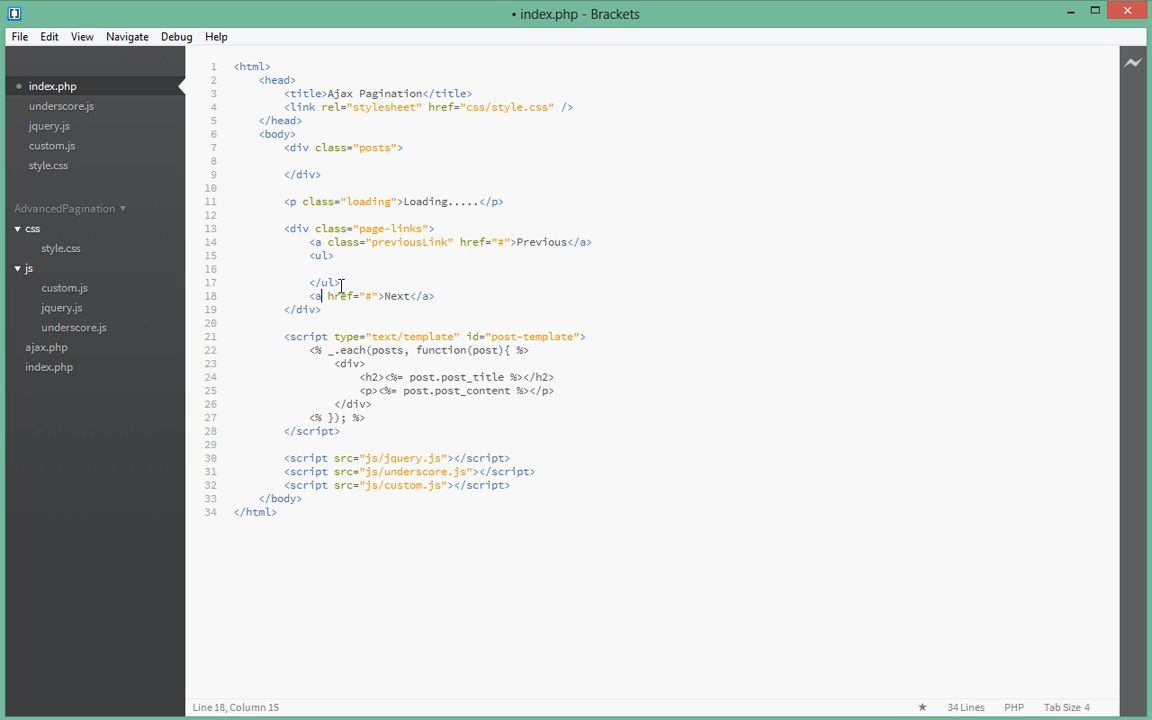 • index.php - Brackets
File Edit View Navigate Debug Help
index.php
underscore.js
jquery.js
custom.js
style.css
AdvancedPagination
css
style.css
js
custom.js
jquery.js
underscore.js
ajax.php
index.php
1 <html>
2 <head>
3 <title>Ajax Pagination</title>
4 <link rel="stylesheet" href="css/style.css" />
5 </head>
6 <body>
7 <div class="posts">
8
9 </div>
10
11 <p class="loading">Loading.....</p>
12
13 <div class="page-links">
14 <a class="previousLink" href="#">Previous</a>
15 <ul>
16
17 </ul>
18 <a href="#">Next</a>
19 </div>
20
21 <script type="text/template" id="post-template">
22 <% _.each(posts, function(post){ %>
23 <div>
24 <h2><%= post.post_title %></h2>
25 <p><%= post.post_content %></p>
26 </div>
27 <% }); %>
28 </script>
29
30 <script src="js/jquery.js"></script>
31 <script src="js/underscore.js"></script>
32 <script src="js/custom.js"></script>
33 </body>
34 </html>
Line 18, Column 15
34 Lines PHP Tab Size 4